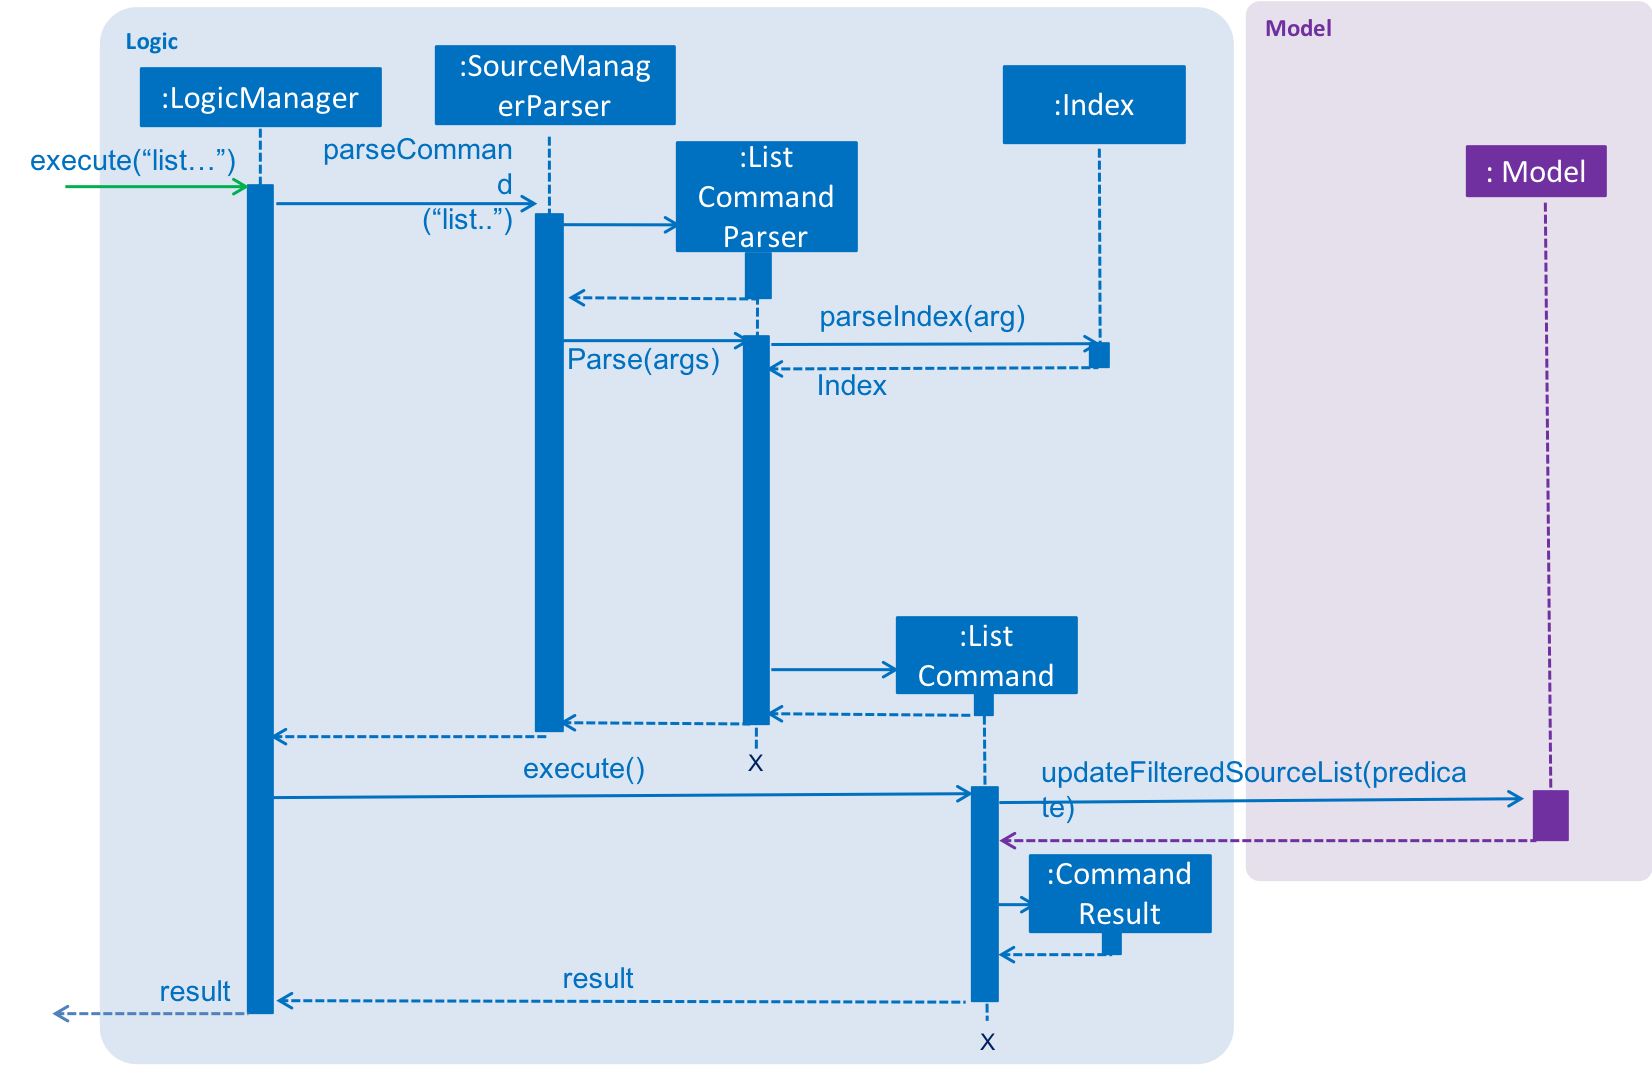 Logic
Model
:LogicManager
:SourceManag
erParser
:Index
: Model
execute(“list…”)
parseComman
d
(“list..”)
:List
Command
Parser
parseIndex(arg)
Parse(args)
Index
:List
Command
X
execute()
updateFilteredSourceList(predica
te)
:Command
Result
result
result
X